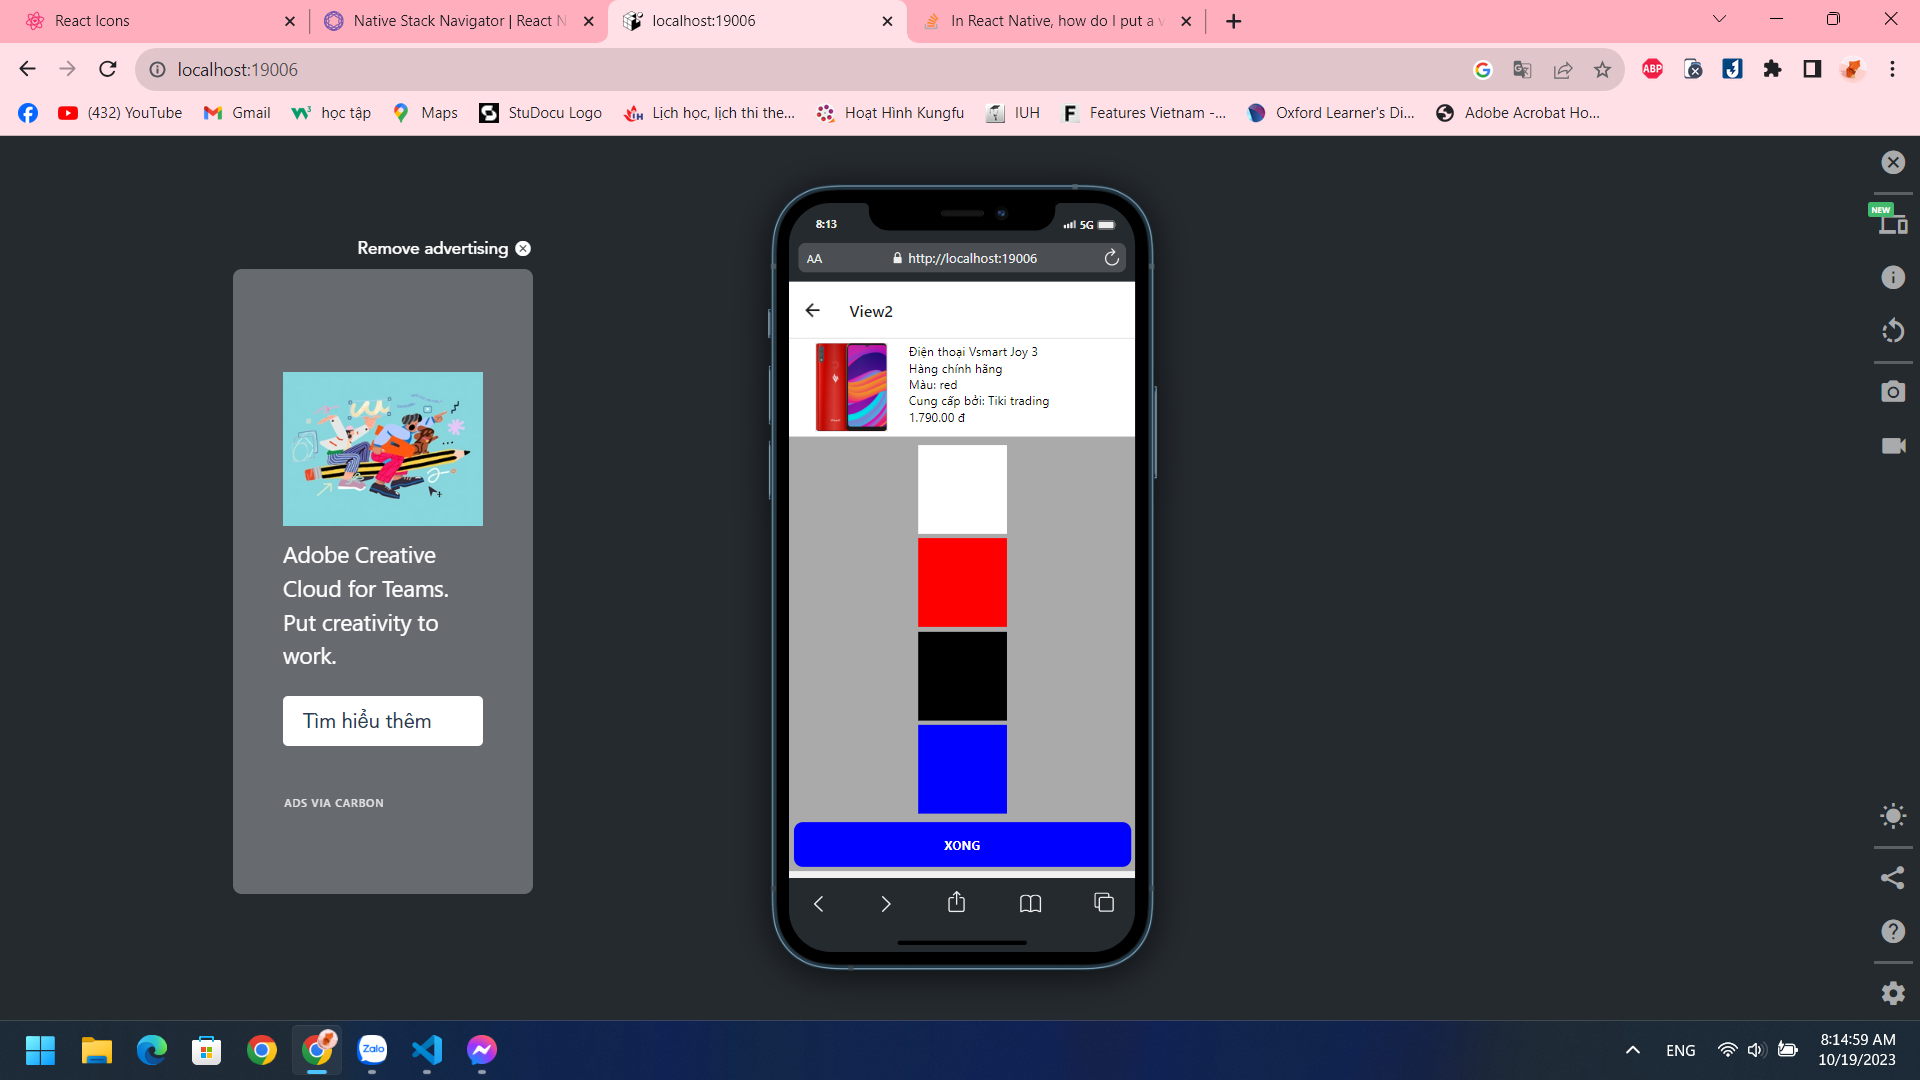 React Icons
Native Stack Navigator | React N
localhost:19006
In React Native, how do I put a v
localhost:19006
ABP
(432) YouTube
Gmail
học tập
Maps
StuDocu Logo
Lịch học, lịch thi the...
Hoạt Hình Kungfu
IUH
Features Vietnam -...
Oxford Learner's Di...
Adobe Acrobat Ho...
NEW
Remove advertising
Adobe Creative
Cloud for Teams.
Put creativity to
work.
Tìm hiểu thêm
ADS VIA CARBON
8:13
5G
AA
http://localhost:19006
View2
Điện thoại Vsmart Joy 3
Hàng chính hãng
Màu: red
Cung cấp bởi: Tiki trading
1.790.00 đ
XONG
Zalo
ENG
8:14:59 AM
10/19/2023